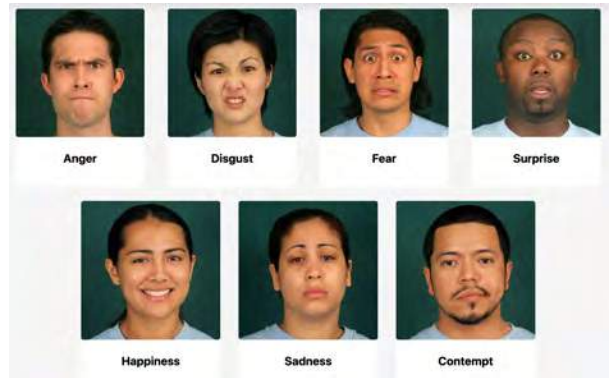 Anger
Disgust
Fear
Surprise
Happiness
Sadness
Contempt